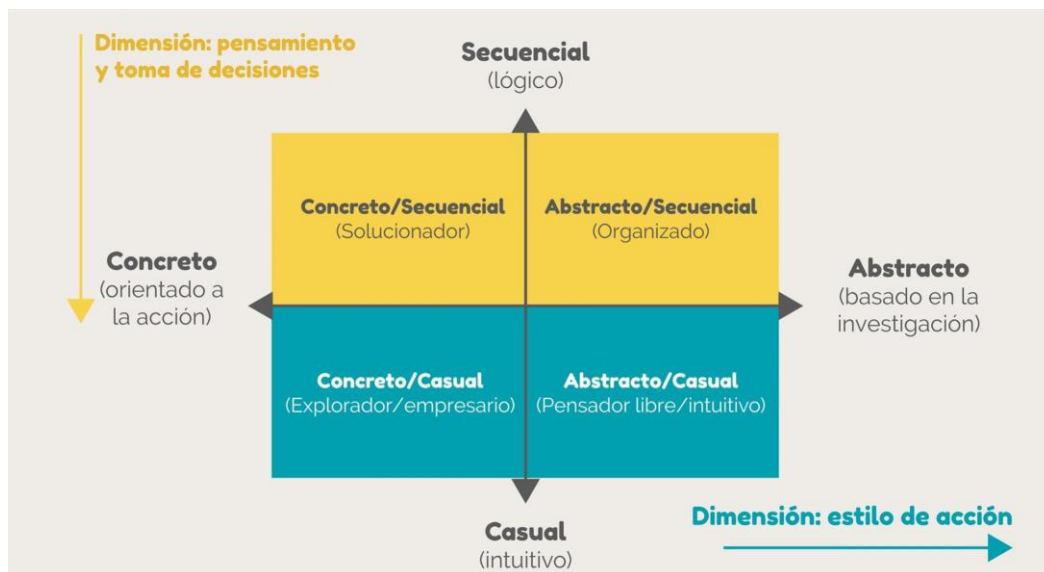 Dimensión: pensamiento
y toma de decisiones
Secuencial
(lógico)
Concreto/Secuencial
(Solucionador)
Abstracto/Secuencial
(Organizado)
Concreto
(orientado a
la acción)
Abstracto
(basado en la
investigación)
Concreto/Casual
(Explorador/empresario)
Abstracto/Casual
(Pensador libre/intuitivo)
Casual
(intuitivo)
Dimensión: estilo de acción